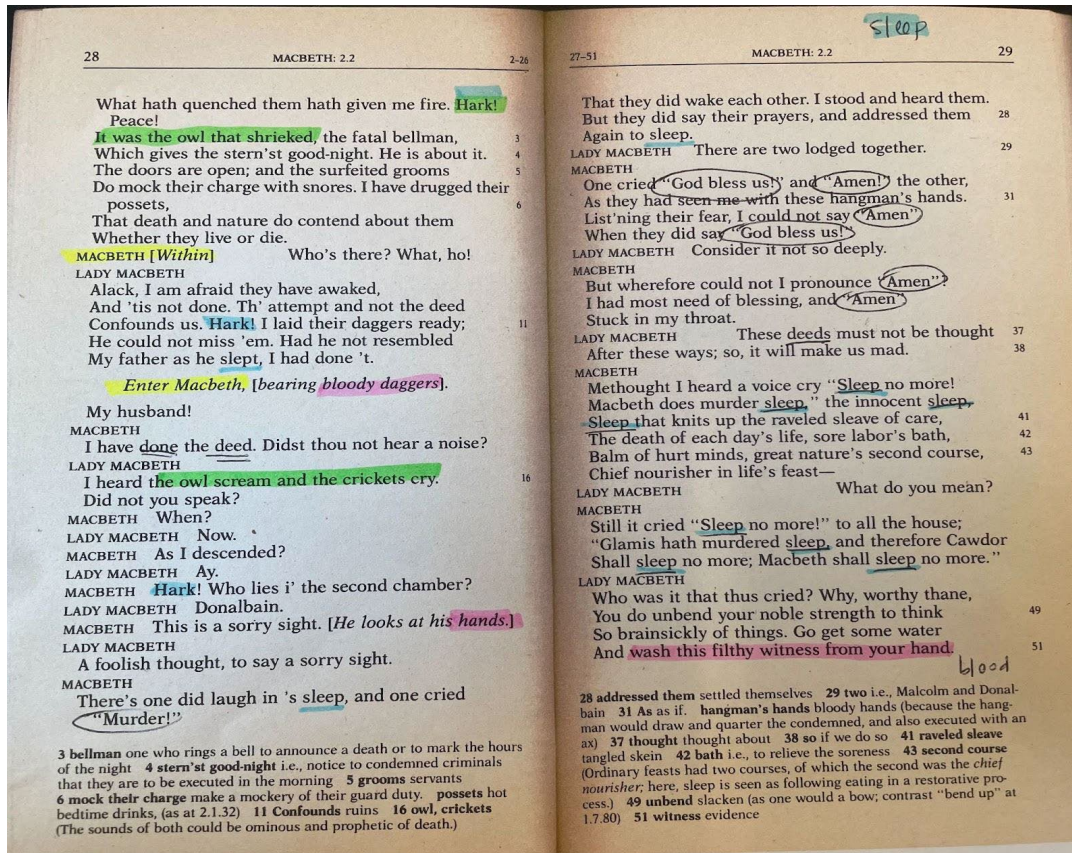 28 MACBETH: 2.2 2–26
What hath quenched them hath given me fire. Hark!
Peace!
It was the owl that shrieked, the fatal bellman, 3
Which gives the stern'st good-night. He is about it. 4
The doors are open; and the surfeited grooms 5
Do mock their charge with snores. I have drugged their
possets, 6
That death and nature do contend about them
Whether they live or die.
MACBETH [Within] Who's there? What, ho!
LADY MACBETH
Alack, I am afraid they have awaked,
And 'tis not done. Th' attempt and not the deed
Confounds us. Hark! I laid their daggers ready; 11
He could not miss 'em. Had he not resembled
My father as he slept, I had done 't.
Enter Macbeth, [bearing bloody daggers].
My husband!
MACBETH
I have done the deed. Didst thou not hear a noise?
LADY MACBETH
I heard the owl scream and the crickets cry. 16
Did not you speak?
MACBETH When?
LADY MACBETH Now.
MACBETH As I descended?
LADY MACBETH Ay.
MACBETH Hark! Who lies i' the second chamber?
LADY MACBETH Donalbain.
MACBETH This is a sorry sight. [He looks at his hands.]
LADY MACBETH
A foolish thought, to say a sorry sight.
MACBETH
There's one did laugh in 's sleep, and one cried
"Murder!"
3 bellman one who rings a bell to announce a death or to mark the hours
of the night 4 stern'st good-night i.e., notice to condemned criminals
that they are to be executed in the morning 5 grooms servants
6 mock their charge make a mockery of their guard duty. possets hot
bedtime drinks, (as at 2.1.32) 11 Confounds ruins 16 owl, crickets
(The sounds of both could be ominous and prophetic of death.)
sleep
27–51 MACBETH: 2.2 29
That they did wake each other. I stood and heard them.
But they did say their prayers, and addressed them 28
Again to sleep.
LADY MACBETH There are two lodged together. 29
MACBETH
One cried "God bless us!" and "Amen!" the other,
As they had seen me with these hangman's hands. 31
List'ning their fear, I could not say "Amen"
When they did say "God bless us!"
LADY MACBETH Consider it not so deeply.
MACBETH
But wherefore could not I pronounce "Amen"?
I had most need of blessing, and "Amen"
Stuck in my throat.
LADY MACBETH These deeds must not be thought 37
After these ways; so, it will make us mad. 38
MACBETH
Methought I heard a voice cry "Sleep no more!
Macbeth does murder sleep," the innocent sleep,
Sleep that knits up the raveled sleave of care, 41
The death of each day's life, sore labor's bath, 42
Balm of hurt minds, great nature's second course, 43
Chief nourisher in life's feast—
LADY MACBETH What do you mean?
MACBETH
Still it cried "Sleep no more!" to all the house;
"Glamis hath murdered sleep, and therefore Cawdor
Shall sleep no more; Macbeth shall sleep no more."
LADY MACBETH
Who was it that thus cried? Why, worthy thane,
You do unbend your noble strength to think 49
So brainsickly of things. Go get some water
And wash this filthy witness from your hand. 51
blood
28 addressed them settled themselves 29 two i.e., Malcolm and Donal-
bain 31 As as if. hangman's hands bloody hands (because the hang-
man would draw and quarter the condemned, and also executed with an
ax) 37 thought thought about 38 so if we do so 41 raveled sleave
tangled skein 42 bath i.e., to relieve the soreness 43 second course
(Ordinary feasts had two courses, of which the second was the chief
nourisher; here, sleep is seen as following eating in a restorative pro-
cess.) 49 unbend slacken (as one would a bow; contrast "bend up" at
1.7.80) 51 witness evidence